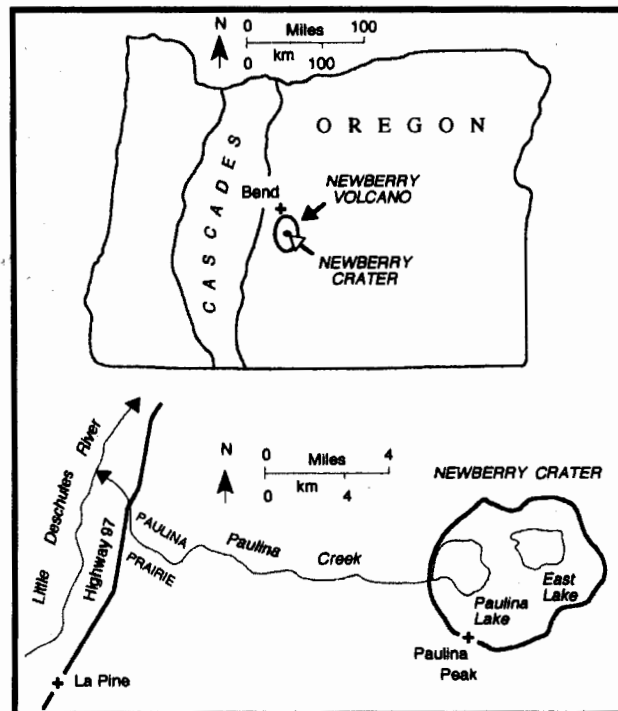 N
0 Miles 100
0 km 100
OREGON
CASCADES
Bend
NEWBERRY
VOLCANO
NEWBERRY
CRATER
Little Deschutes River
Highway 97
N
0 Miles 4
0 km 4
NEWBERRY CRATER
PAULINA
PRAIRIE
Paulina Creek
East
Lake
Paulina
Lake
Paulina
Peak
La Pine